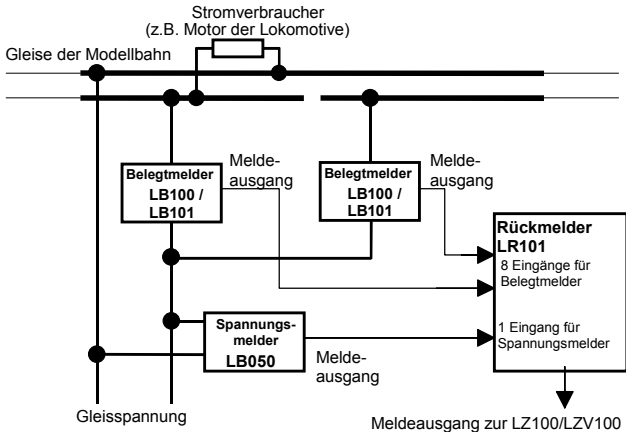 Stromverbraucher
(z.B. Motor der Lokomotive)
Gleise der Modellbahn
Belegtmelder
LB100 /
LB101
Melde-
ausgang
Belegtmelder
LB100 /
LB101
Melde-
ausgang
Rückmelder
LR101
8 Eingänge für
Belegtmelder
1 Eingang für
Spannungsmelder
Spannungs-
melder
LB050
Melde-
ausgang
Gleisspannung
Meldeausgang zur LZ100/LZV100